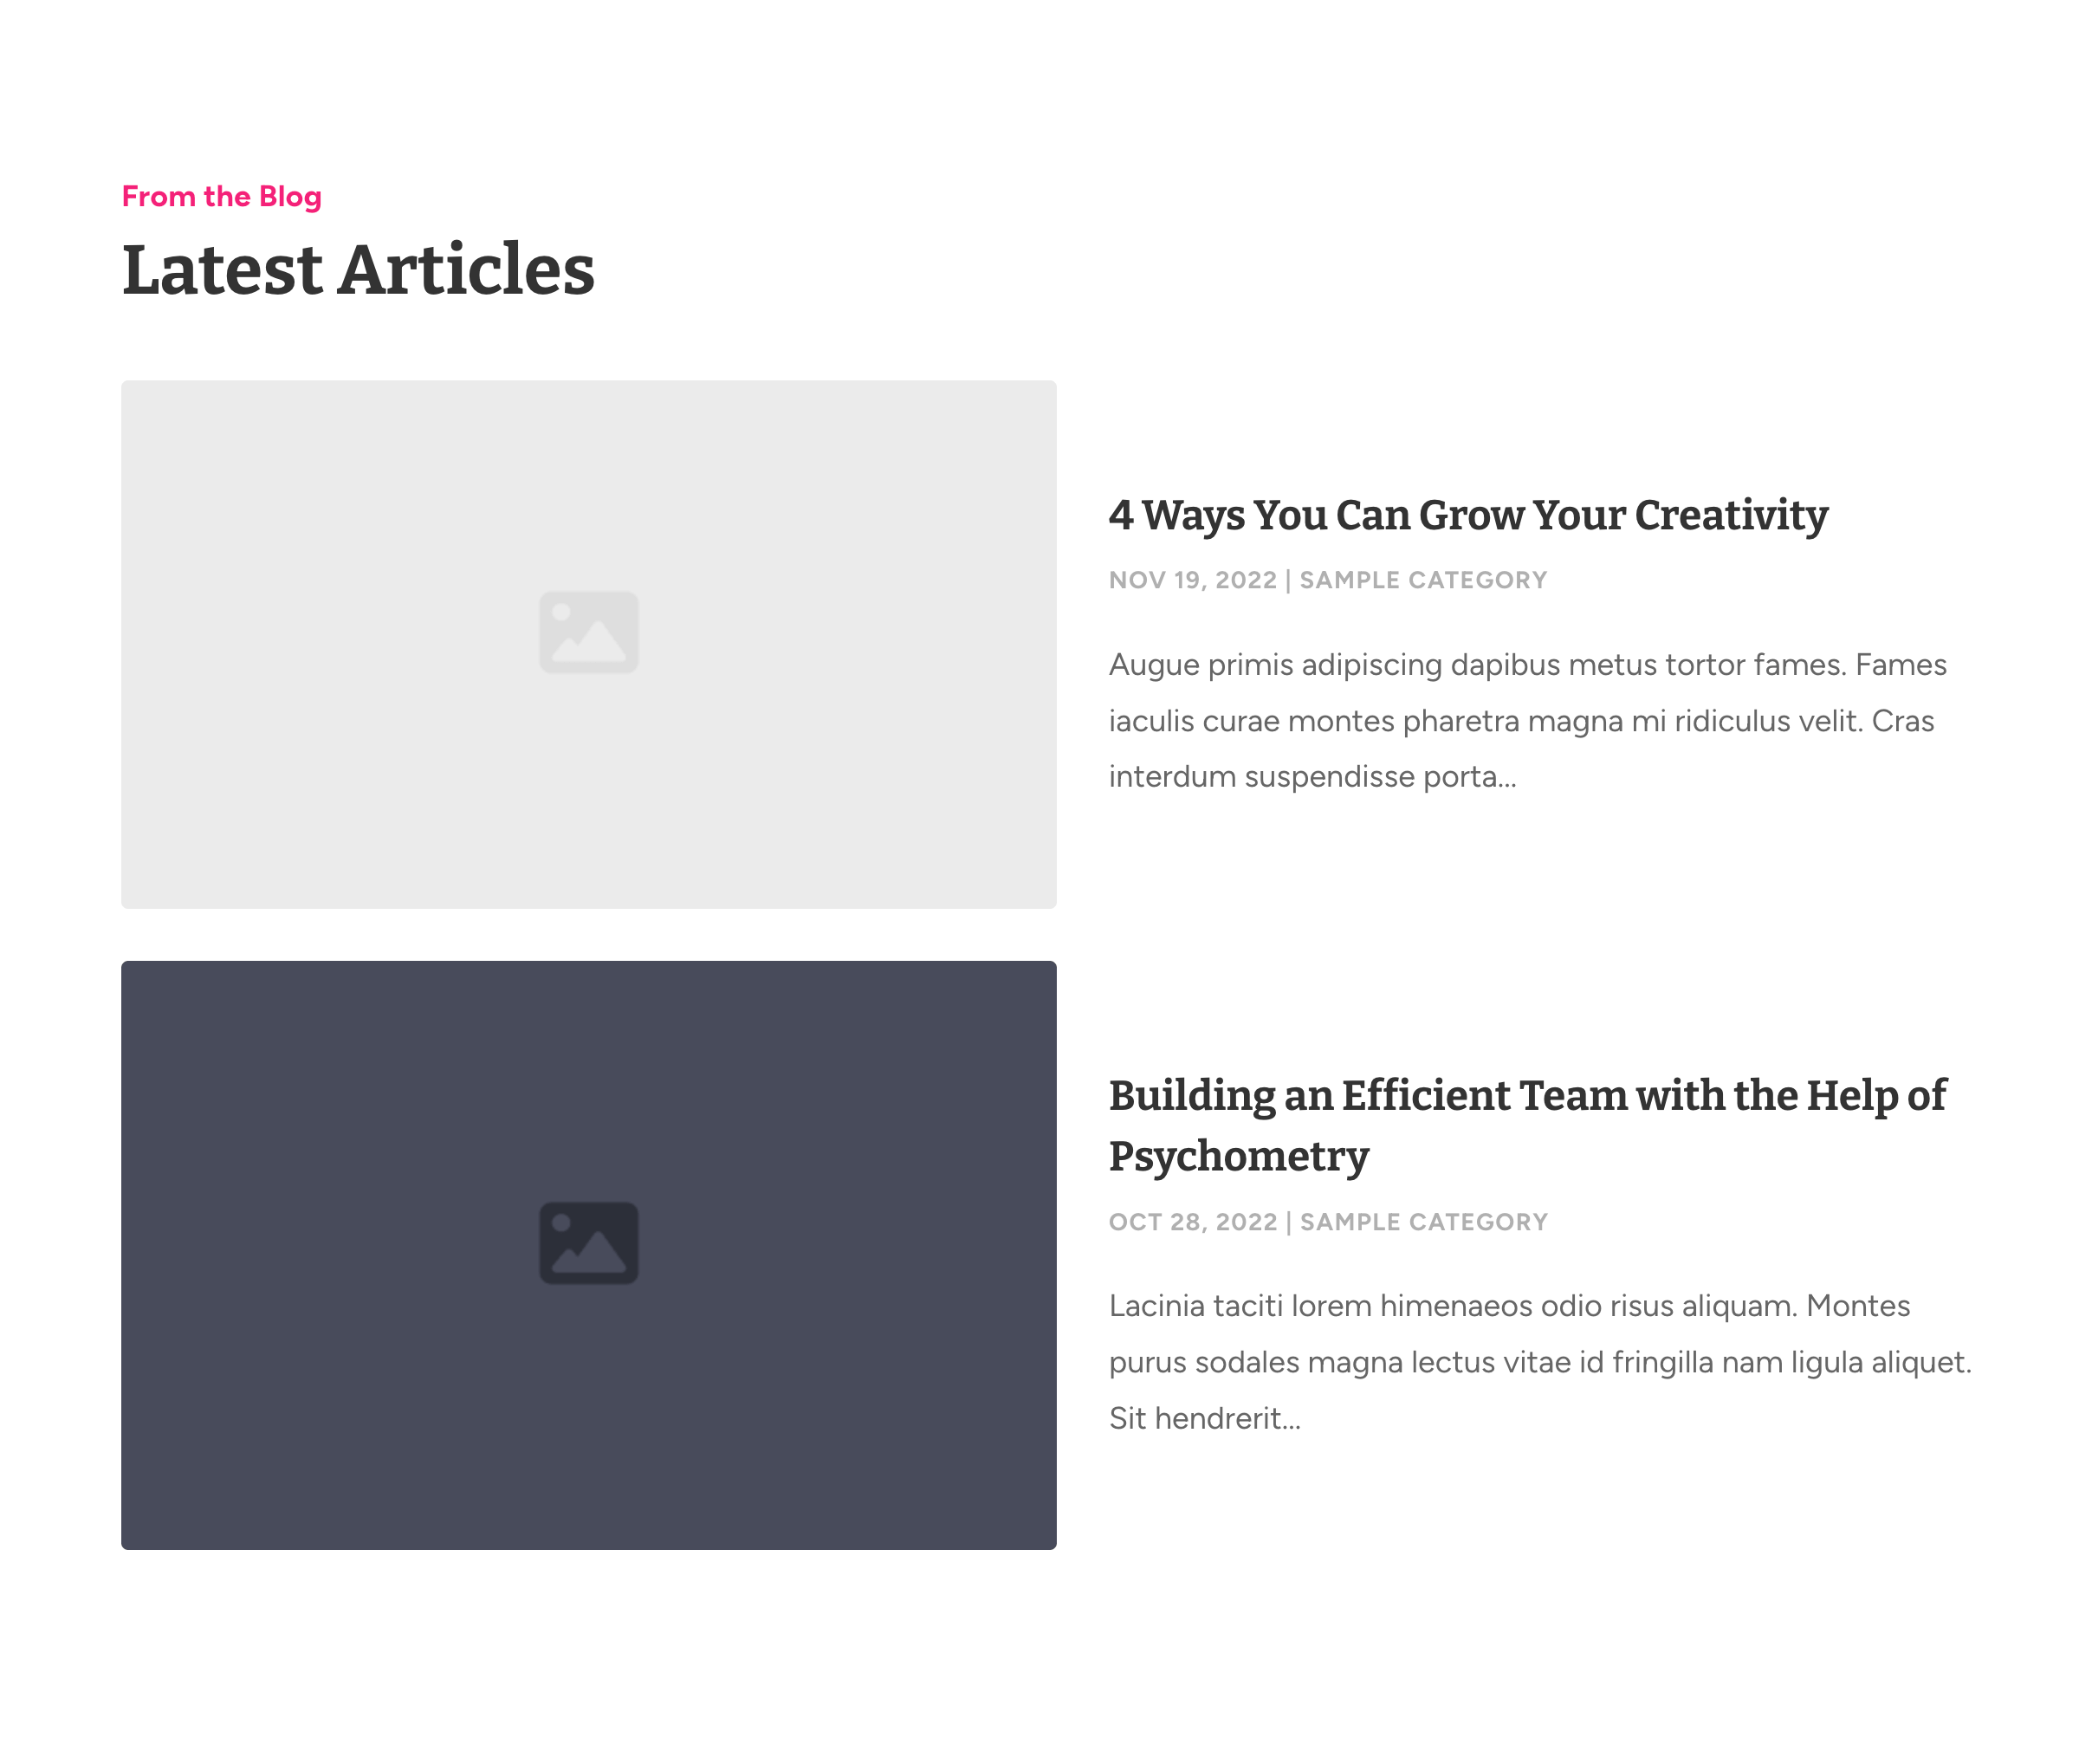 From the Blog
Latest Articles
4 Ways You Can Grow Your Creativity
NOV 19, 2022 | SAMPLE CATEGORY
Augue primis adipiscing dapibus metus tortor fames. Fames
iaculis curae montes pharetra magna mi ridiculus velit. Cras
interdum suspendisse porta...
Building an Efficient Team with the Help of
Psychometry
OCT 28, 2022 | SAMPLE CATEGORY
Lacinia taciti lorem himenaeos odio risus aliquam. Montes
purus sodales magna lectus vitae id fringilla nam ligula aliquet.
Sit hendrerit...